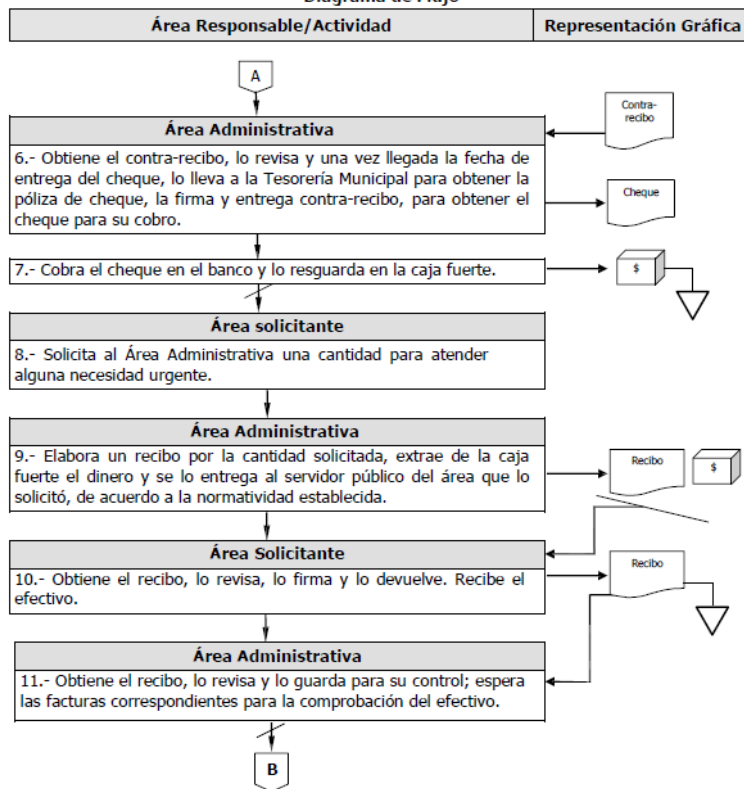 Diagrama de Flujo
Área Responsable/Actividad
Representación Gráfica
A
Contra-
recibo
Área Administrativa
6.- Obtiene el contra-recibo, lo revisa y una vez llegada la fecha de
entrega del cheque, lo lleva a la Tesorería Municipal para obtener la
póliza de cheque, la firma y entrega contra-recibo, para obtener el
cheque para su cobro.
Cheque
7.- Cobra el cheque en el banco y lo resguarda en la caja fuerte.
$
Área solicitante
8.- Solicita al Área Administrativa una cantidad para atender
alguna necesidad urgente.
Área Administrativa
9.- Elabora un recibo por la cantidad solicitada, extrae de la caja
fuerte el dinero y se lo entrega al servidor público del área que lo
solicitó, de acuerdo a la normatividad establecida.
Recibo
$
Área Solicitante
10.- Obtiene el recibo, lo revisa, lo firma y lo devuelve. Recibe el
efectivo.
Recibo
Área Administrativa
11.- Obtiene el recibo, lo revisa y lo guarda para su control; espera
las facturas correspondientes para la comprobación del efectivo.
B